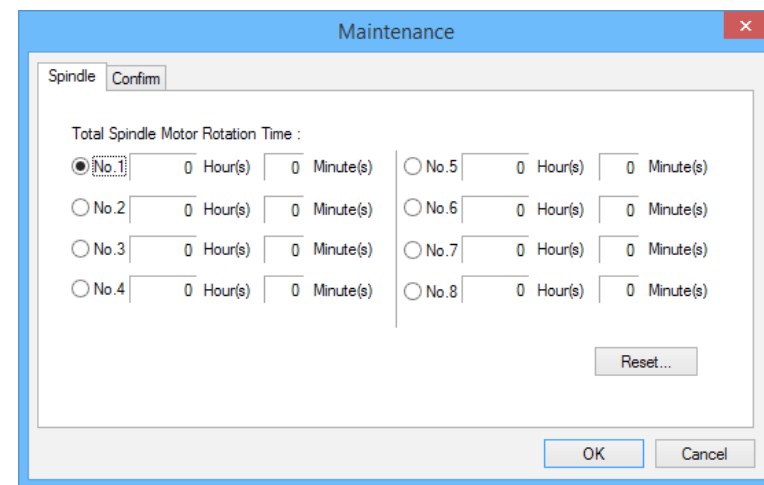 Maintenance
Spindle Confirm
Total Spindle Motor Rotation Time :
No.1 0 Hour(s) 0 Minute(s) No.5 0 Hour(s) 0 Minute(s)
No.2 0 Hour(s) 0 Minute(s) No.6 0 Hour(s) 0 Minute(s)
No.3 0 Hour(s) 0 Minute(s) No.7 0 Hour(s) 0 Minute(s)
No.4 0 Hour(s) 0 Minute(s) No.8 0 Hour(s) 0 Minute(s)
Reset...
OK Cancel